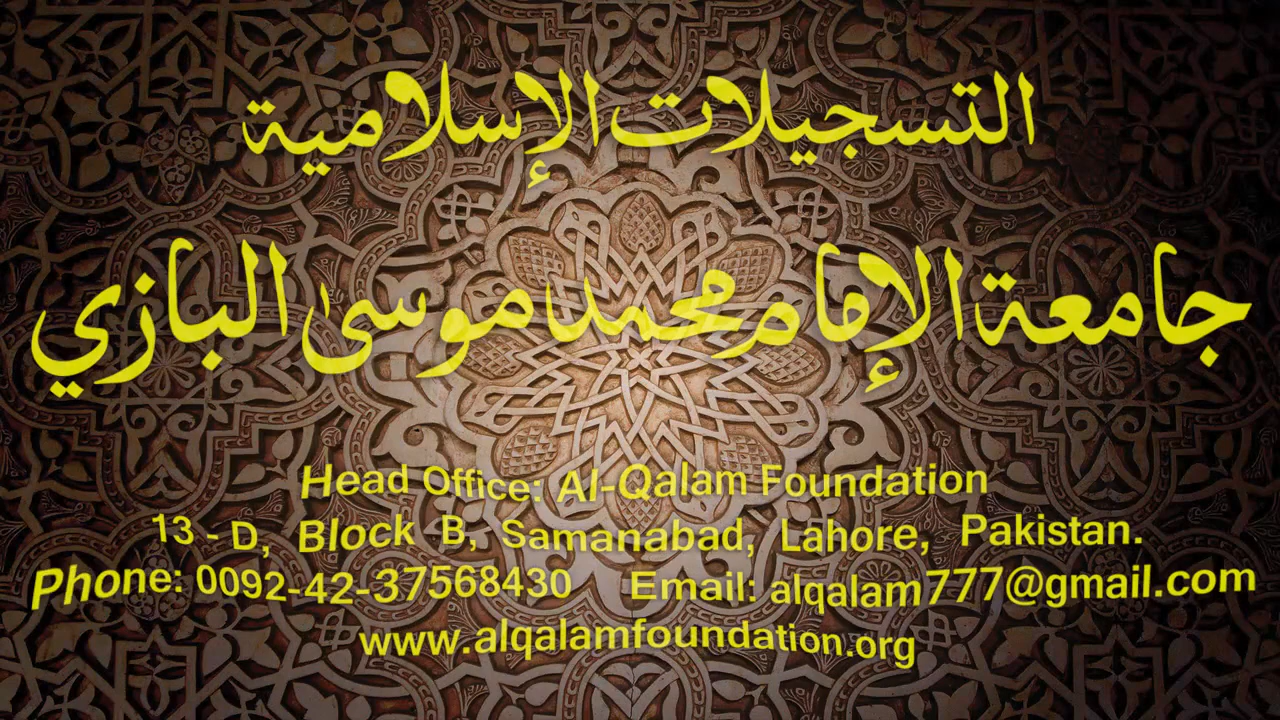 التسجيلات الإسلامية
جامعة الإمام محمد موسى البازي
Head Office: Al-Qalam Foundation
13 - D, Block B, Samanabad, Lahore, Pakistan.
Phone: 0092-42-37568430 Email: alqalam777@gmail.com
www.alqalamfoundation.org